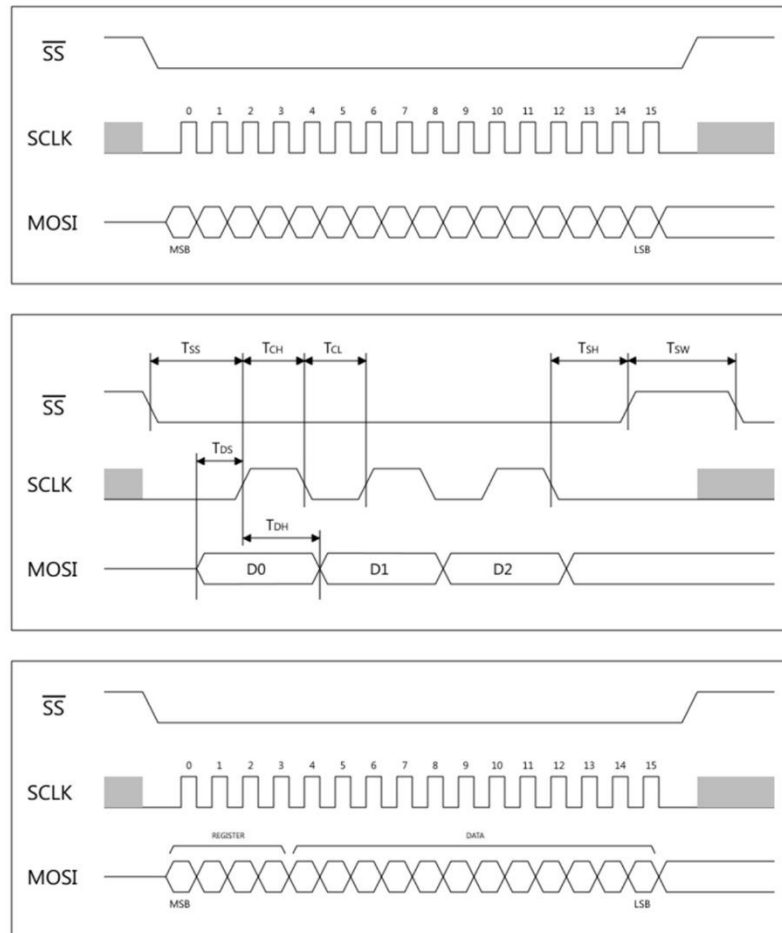 SS
0 1 2 3 4 5 6 7 8 9 10 11 12 13 14 15
SCLK
MOSI
MSB LSB
TSS TCH TCL TSH TSW
SS
TDS
SCLK
TDH
MOSI D0 D1 D2
SS
0 1 2 3 4 5 6 7 8 9 10 11 12 13 14 15
SCLK
REGISTER DATA
MOSI
MSB LSB